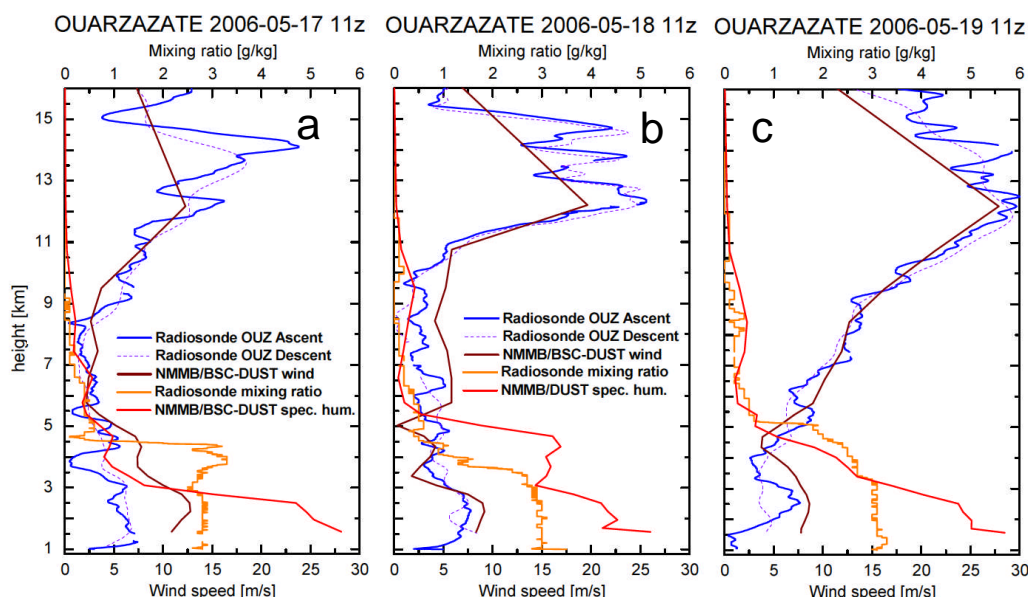 OUARZAZATE 2006-05-17 11z OUARZAZATE 2006-05-18 11z OUARZAZATE 2006-05-19 11z
Mixing ratio [g/kg] Mixing ratio [g/kg] Mixing ratio [g/kg]
0 1 2 3 4 5 6 0 1 2 3 4 5 6 0 1 2 3 4 5 6
a b c
15
13
11
9
7
5
3
1
height [km]
Radiosonde OUZ Ascent
Radiosonde OUZ Descent
NMMB/BSC-DUST wind
Radiosonde mixing ratio
NMMB/BSC-DUST spec. hum.
Radiosonde OUZ Ascent
Radiosonde OUZ Descent
NMMB/BSC-DUST wind
Radiosonde mixing ratio
NMMB/DUST spec. hum.
0 5 10 15 20 25 30 0 5 10 15 20 25 30 0 5 10 15 20 25 30
Wind speed [m/s] Wind speed [m/s] Wind speed [m/s]